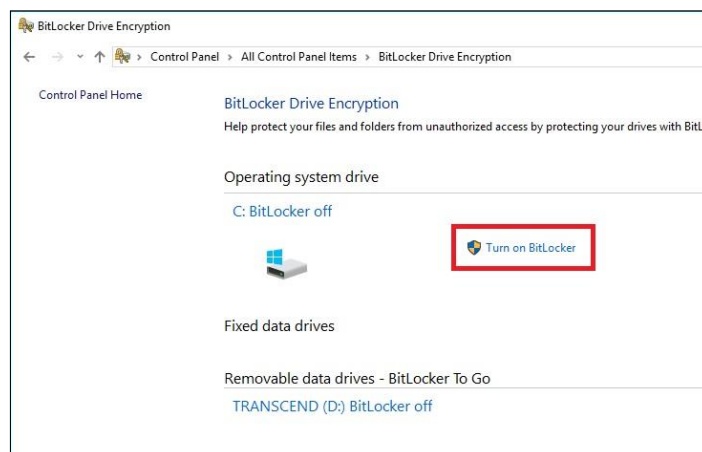 BitLocker Drive Encryption
Control Panel > All Control Panel Items > BitLocker Drive Encryption
Control Panel Home
BitLocker Drive Encryption
Help protect your files and folders from unauthorized access by protecting your drives with BitL
Operating system drive
C: BitLocker off
Turn on BitLocker
Fixed data drives
Removable data drives - BitLocker To Go
TRANSCEND (D:) BitLocker off